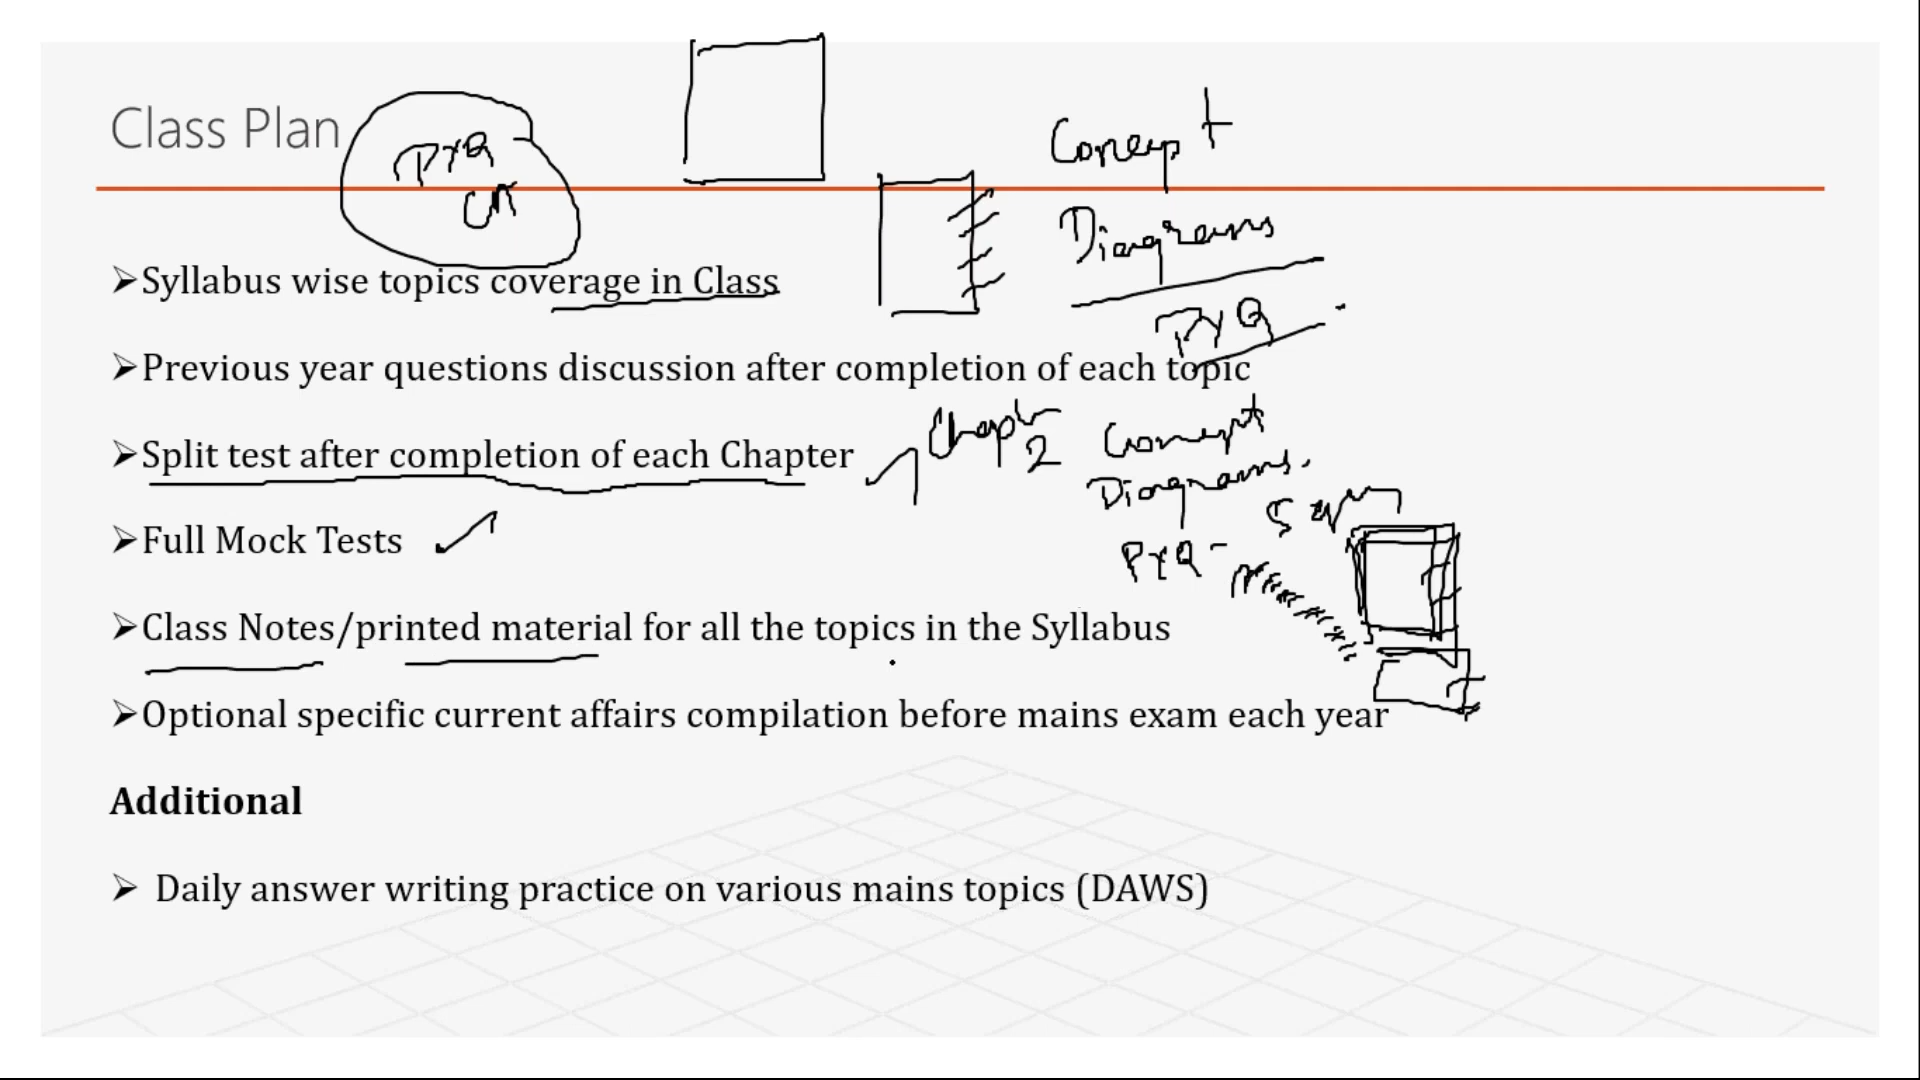 Class Plan
PYQ
Concept
Diagrams
PYQ
➢Syllabus wise topics coverage in Class
➢Previous year questions discussion after completion of each topic
➢Split test after completion of each Chapter
Chapt 2
Concept
Diagrams.
PYQ -
➢Full Mock Tests
➢Class Notes/printed material for all the topics in the Syllabus
➢Optional specific current affairs compilation before mains exam each year
Additional
➢ Daily answer writing practice on various mains topics (DAWS)